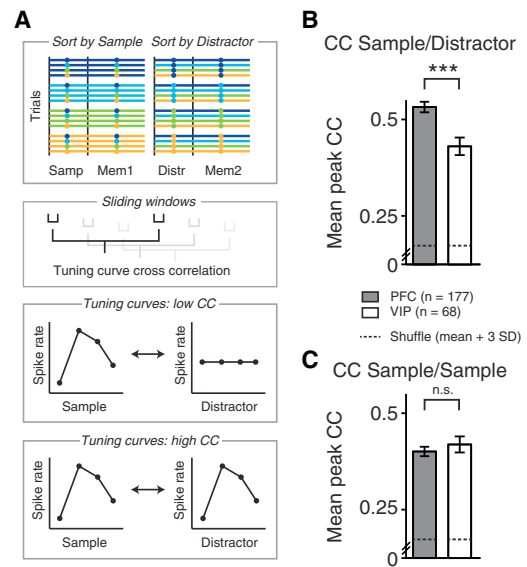 A
Sort by Sample
Sort by Distractor
Trials
Samp
Mem1
Distr
Mem2
Sliding windows
Tuning curve cross correlation
Tuning curves: low CC
Spike rate
Sample
Spike rate
Distractor
Tuning curves: high CC
Spike rate
Sample
Spike rate
Distractor
B
CC Sample/Distractor
***
Mean peak CC
0.5
0.25
0
PFC (n = 177)
VIP (n = 68)
Shuffle (mean + 3 SD)
C
CC Sample/Sample
n.s.
Mean peak CC
0.5
0.25
0